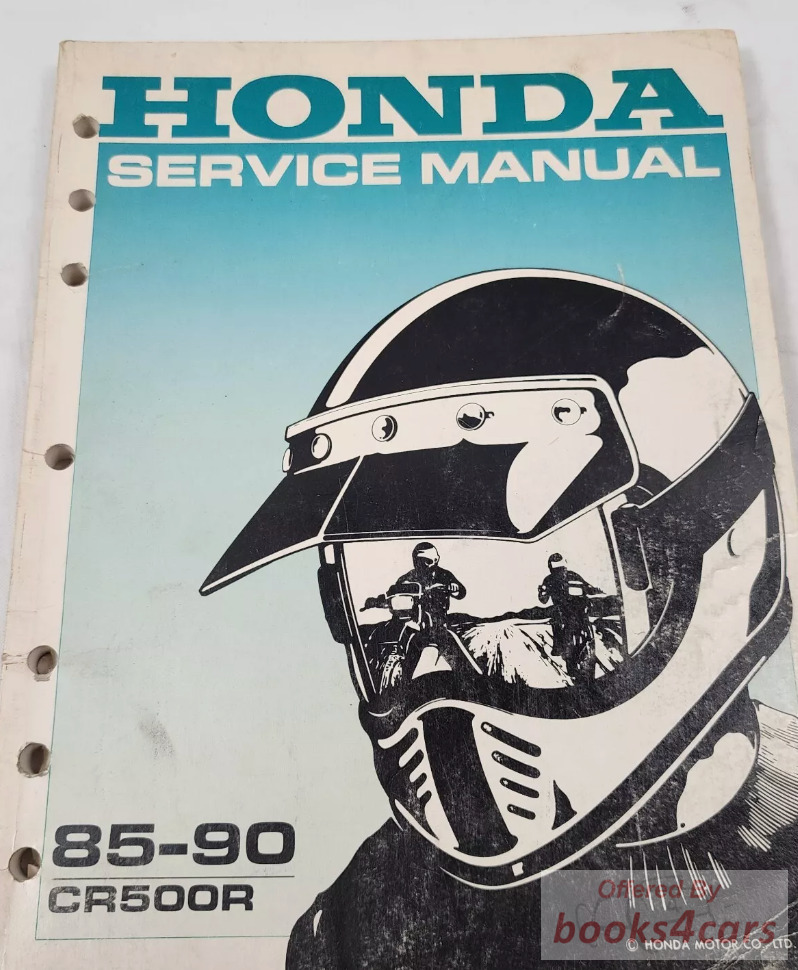 HONDA
SERVICE MANUAL
85-90
CR500R
Offered By
books4cars
© HONDA MOTOR CO., LTD.